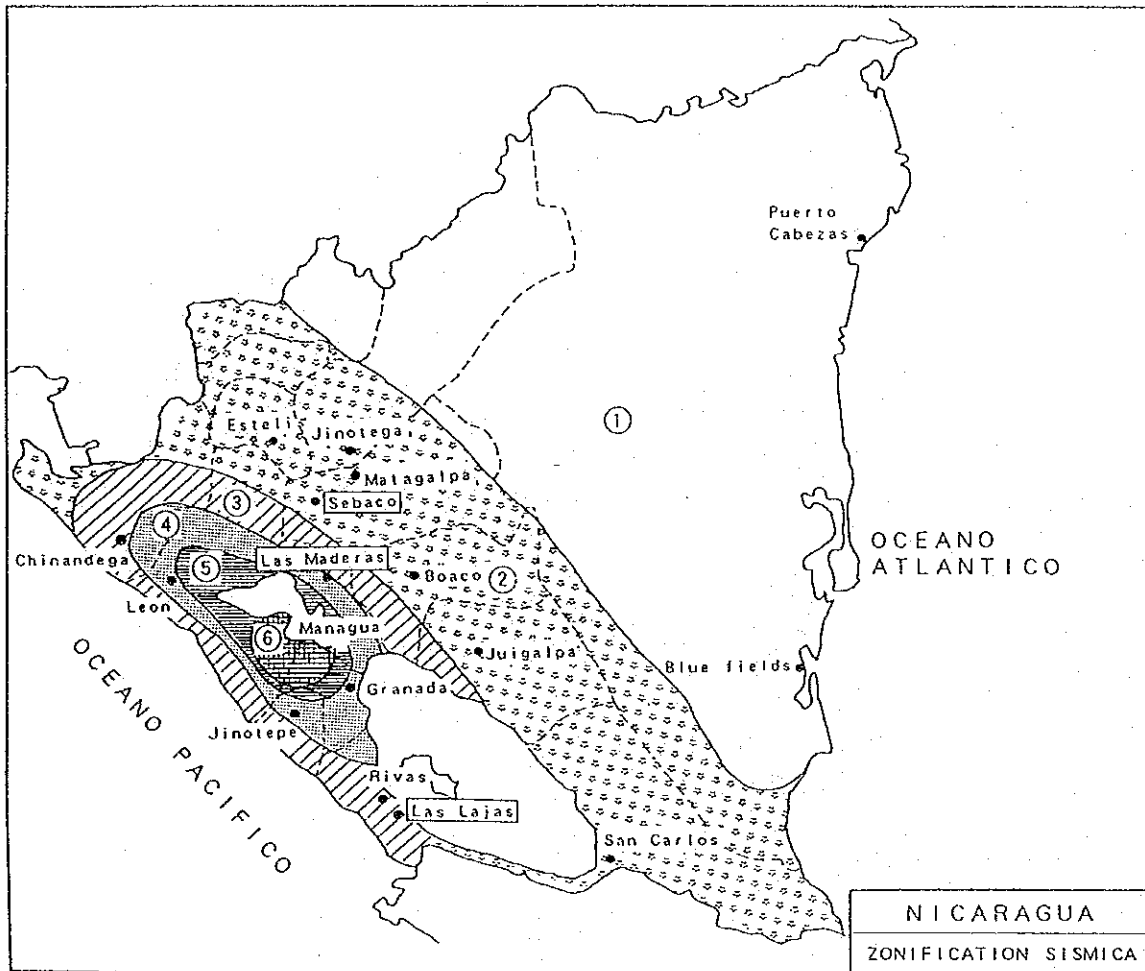 Puerto
Cabezas
①
Esteli
Jinotega
Matagalpa
③
Sebaco
④
Chinandega
⑤
Las Maderas
OCEANO
ATLANTICO
Boaco
②
Leon
Managua
⑥
Juigalpa
Blue fields
Granada
OCEANO PACIFICO
Jinotepe
Rivas
Las Lajas
San Carlos
NICARAGUA
ZONIFICATION SISMICA